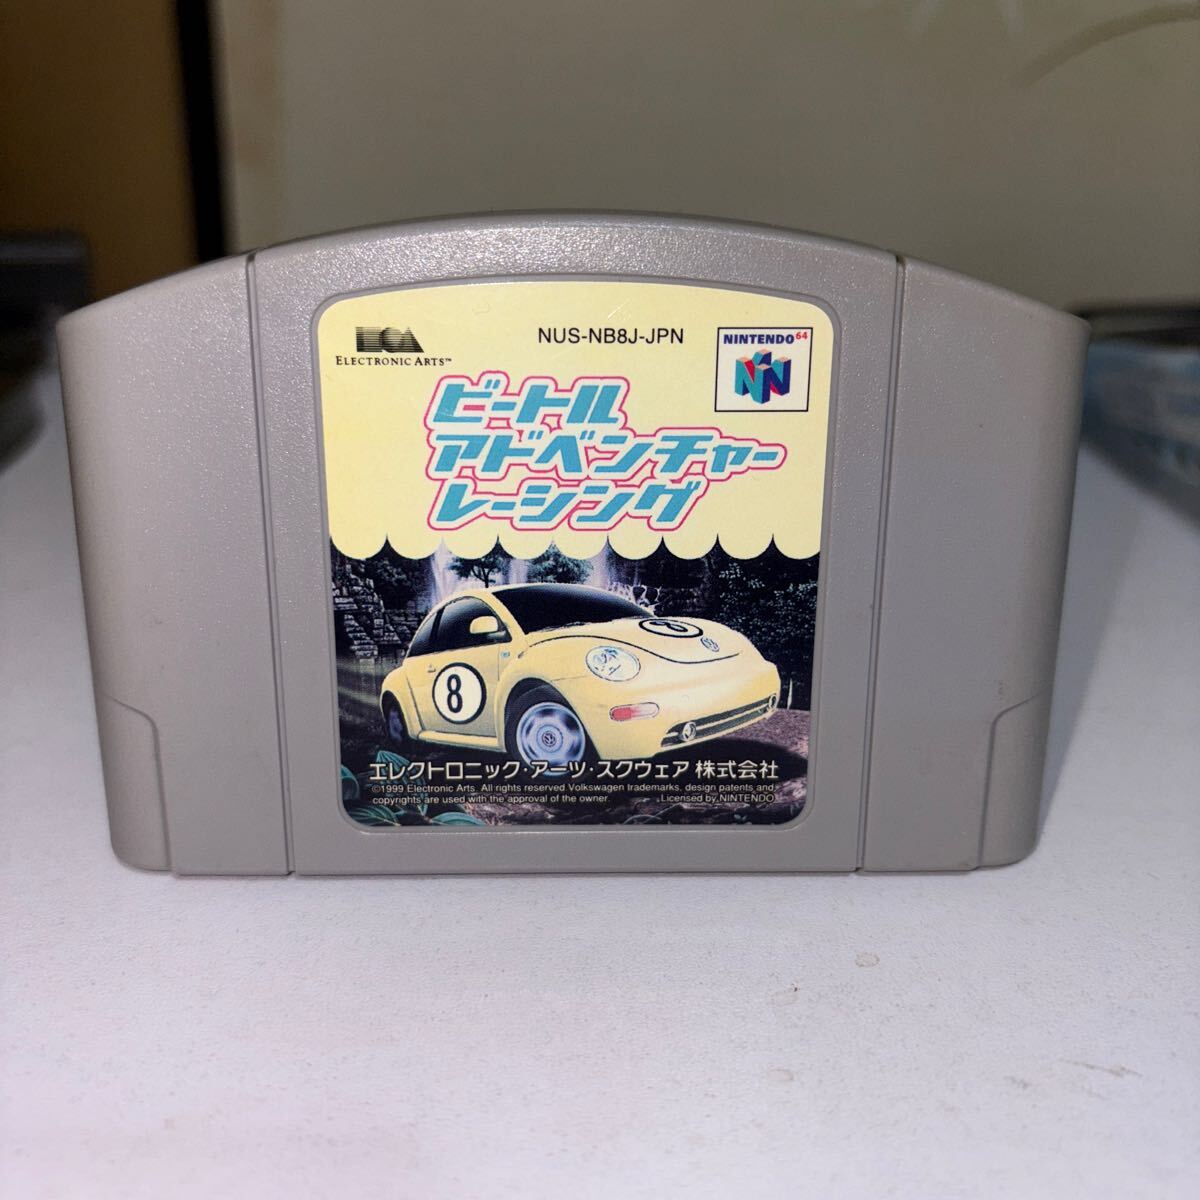 ELECTRONIC ARTS™
NUS-NB8J-JPN
NINTENDO64
ビートル
アドベンチャー
レーシング
8
8
エレクトロニック・アーツ・スクウェア 株式会社
©1999 Electronic Arts. All rights reserved Volkswagen trademarks, design patents and
copyrights are used with the approval of the owner. Licensed by NINTENDO